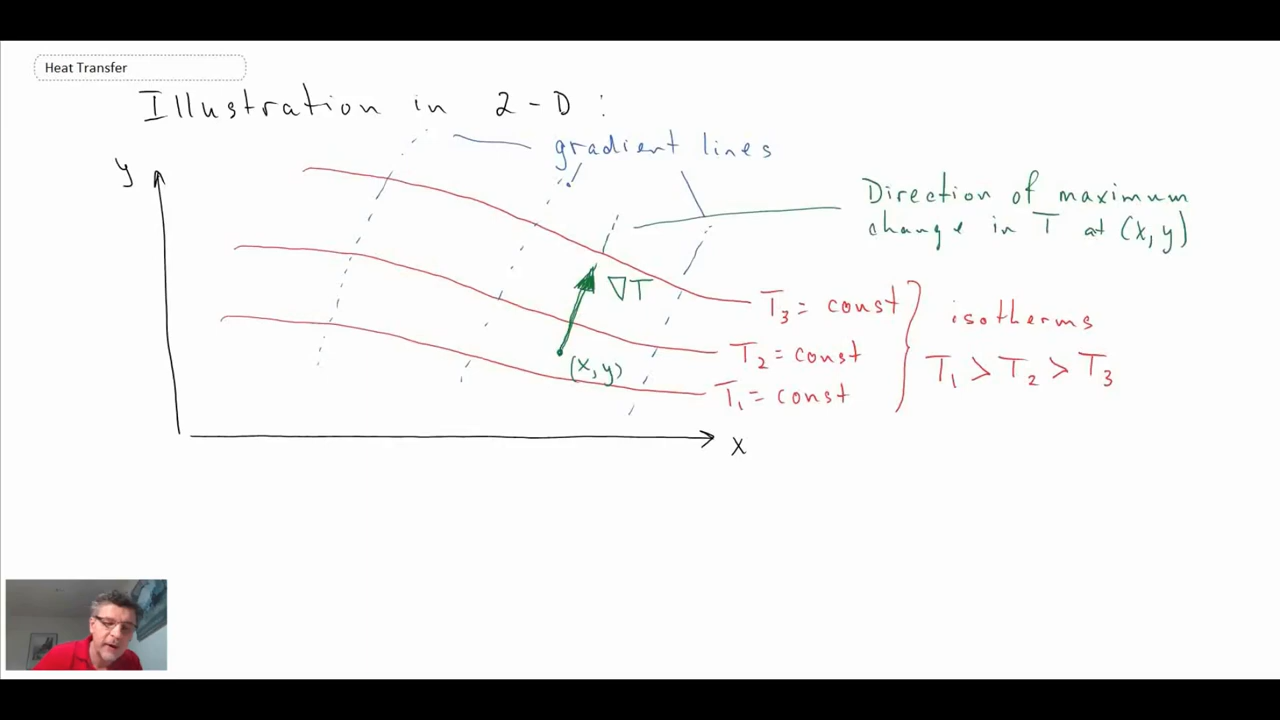 Heat Transfer
Illustration in 2-D :
y
gradient lines
Direction of maximum
change in T at (x, y)
∇T
T₃ = const
isotherms
T₂ = const
T₁ > T₂ > T₃
(x, y)
T₁ = const
x